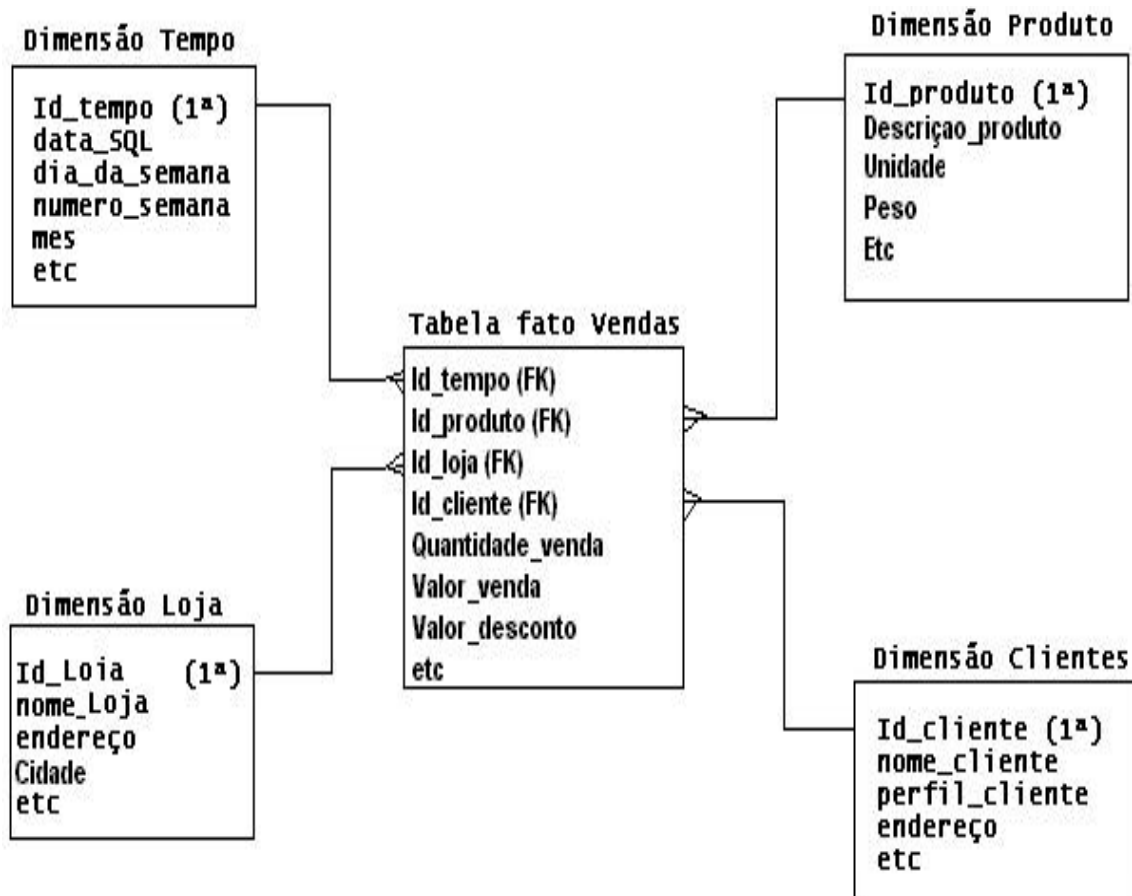 Dimensão Tempo
Id_tempo (1ª)
data_SQL
dia_da_semana
numero_semana
mes
etc
Dimensão Produto
Id_produto (1ª)
Descriçao_produto
Unidade
Peso
Etc
Tabela fato Vendas
Id_tempo (FK)
Id_produto (FK)
Id_loja (FK)
Id_cliente (FK)
Quantidade_venda
Valor_venda
Valor_desconto
etc
Dimensão Loja
Id_Loia (1ª)
nome_Loja
endereço
Cidade
etc
Dimensão Clientes
Id_cliente (1ª)
nome_cliente
perfil_cliente
endereço
etc